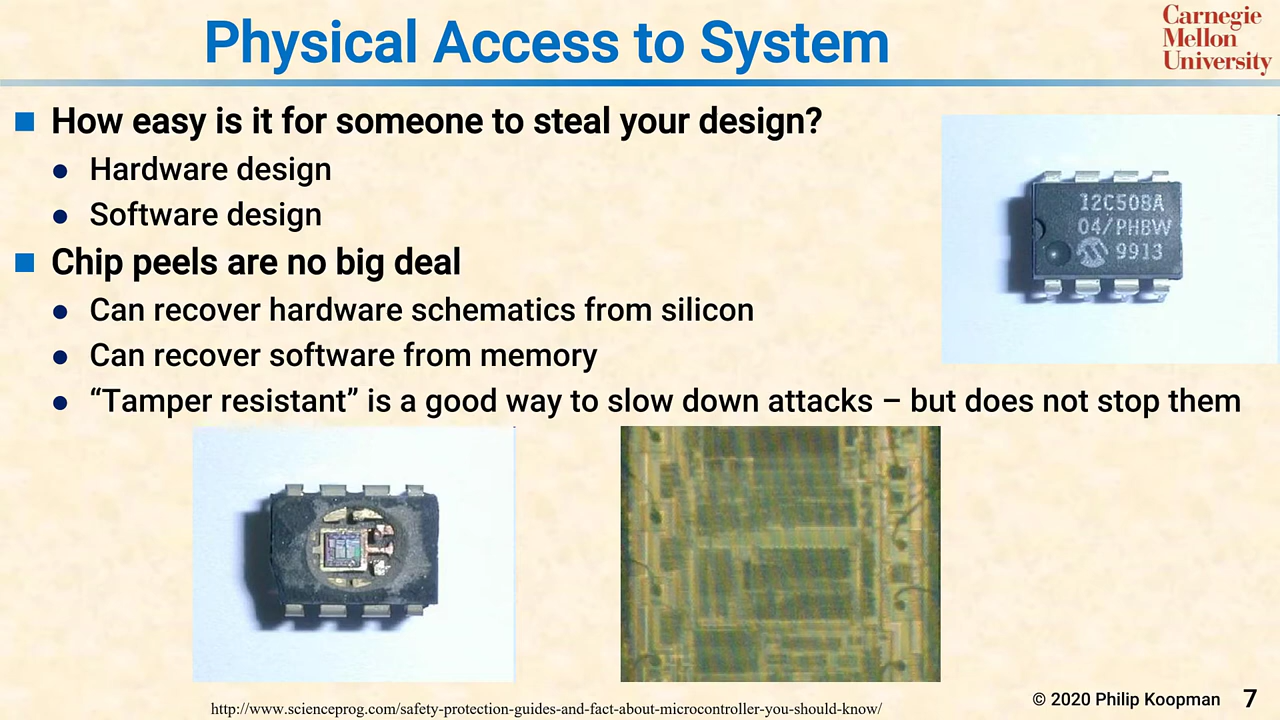 Physical Access to System
Carnegie
Mellon
University
How easy is it for someone to steal your design?
Hardware design
Software design
Chip peels are no big deal
Can recover hardware schematics from silicon
Can recover software from memory
“Tamper resistant” is a good way to slow down attacks – but does not stop them
12C508A
04/PHBW
9913
http://www.scienceprog.com/safety-protection-guides-and-fact-about-microcontroller-you-should-know/
© 2020 Philip Koopman
7